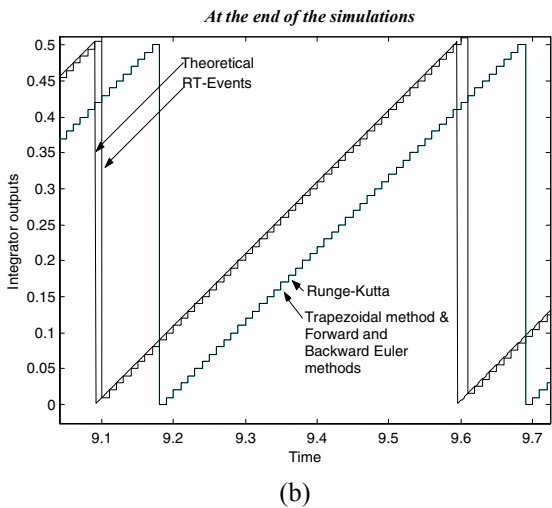 At the end of the simulations
0.5
0.45
0.4
0.35
0.3
0.25
0.2
0.15
0.1
0.05
0
Integrator outputs
Theoretical
RT-Events
Runge-Kutta
Trapezoidal method &
Forward and
Backward Euler
methods
9.1
9.2
9.3
9.4
9.5
9.6
9.7
Time
(b)